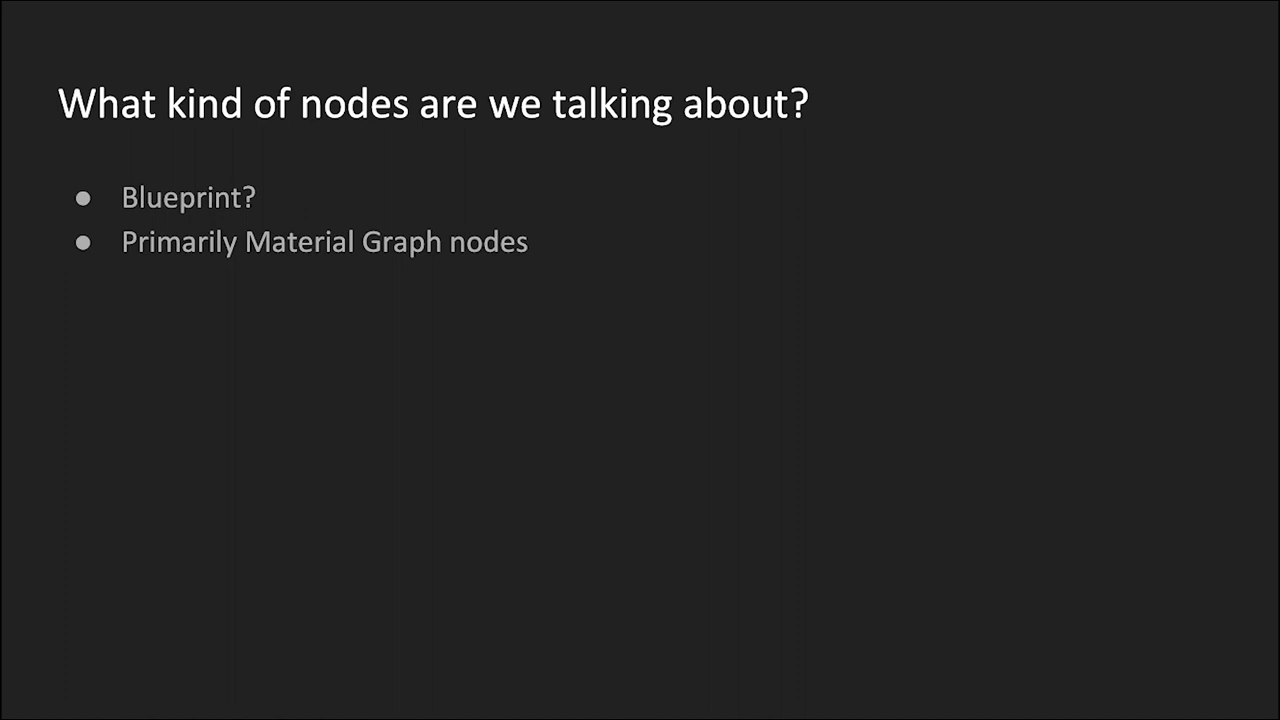 What kind of nodes are we talking about?
● Blueprint?
● Primarily Material Graph nodes